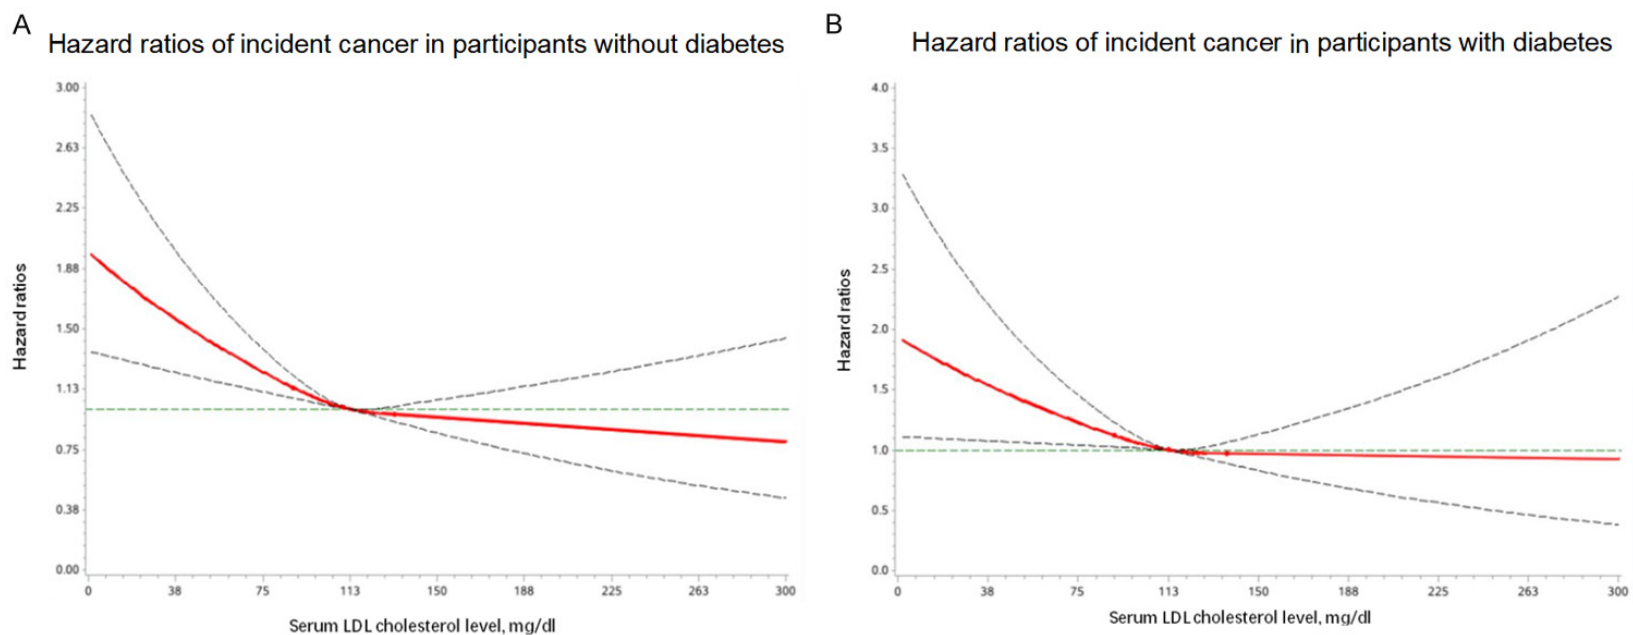 A
Hazard ratios of incident cancer in participants without diabetes
3.00
2.63
2.25
1.88
1.50
1.13
0.75
0.38
0.00
Hazard ratios
0 38 75 113 150 188 225 263 300
Serum LDL cholesterol level, mg/dl
B
Hazard ratios of incident cancer in participants with diabetes
4.0
3.5
3.0
2.5
2.0
1.5
1.0
0.5
0.0
Hazard ratios
0 38 75 113 150 188 225 263 300
Serum LDL cholesterol level, mg/dl